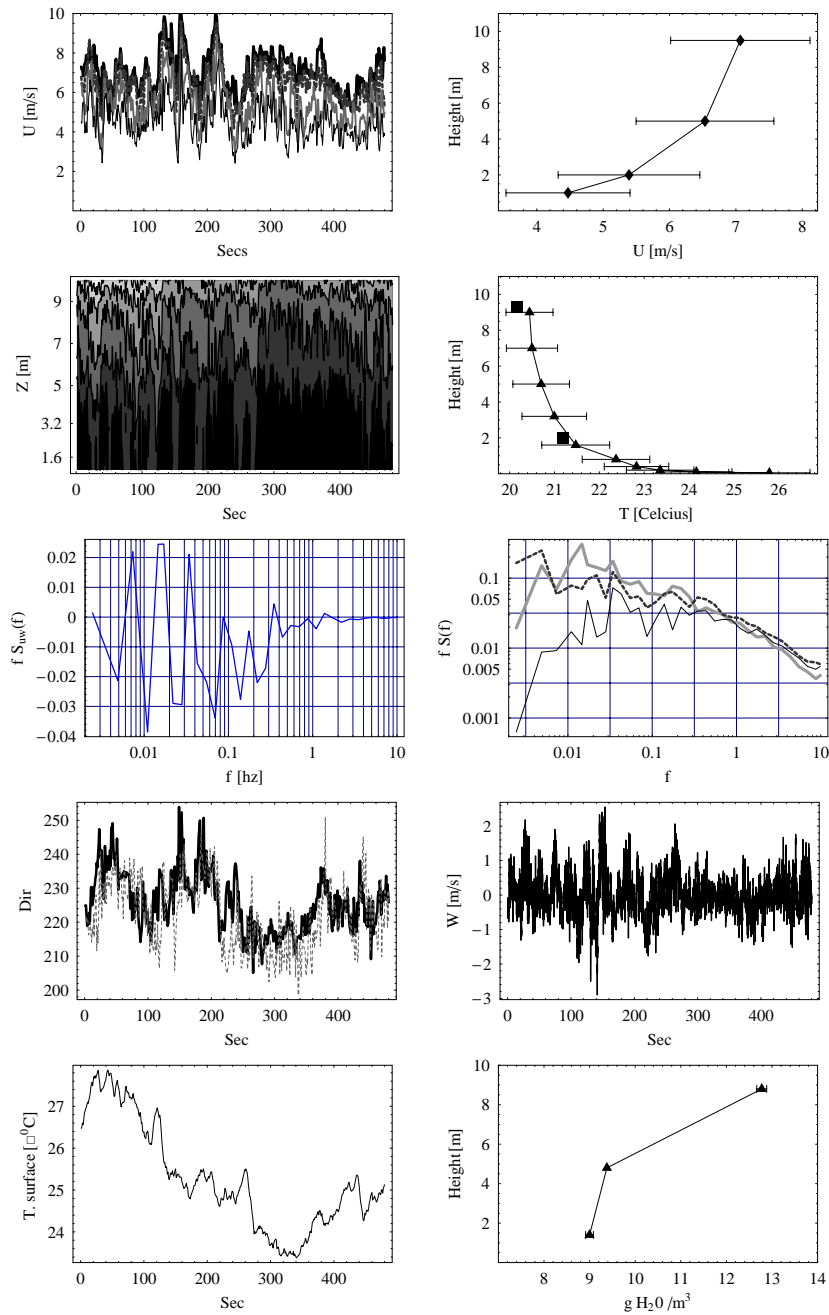 10
8
6
4
2
U [m/s]
0 100 200 300 400
Secs
10
8
6
4
2
Height [m]
4 5 6 7 8
U [m/s]
9
7
5
3.2
1.6
Z [m]
0 100 200 300 400
Sec
10
8
6
4
2
Height [m]
20 21 22 23 24 25 26
T [Celcius]
0.02
0.01
0
−0.01
−0.02
−0.03
−0.04
f S_uw(f)
0.01 0.1 1 10
f [hz]
0.1
0.05
0.01
0.001
f S(f)
0.01 0.1 1 10
f
250
240
230
220
210
200
Dir
0 100 200 300 400
Sec
2
1
0
−1
−2
−3
W [m/s]
0 100 200 300 400
Sec
27
26
25
24
T. surface [□⁰C]
0 100 200 300 400
Sec
10
8
6
4
2
Height [m]
8 9 10 11 12 13 14
g H₂0 /m³